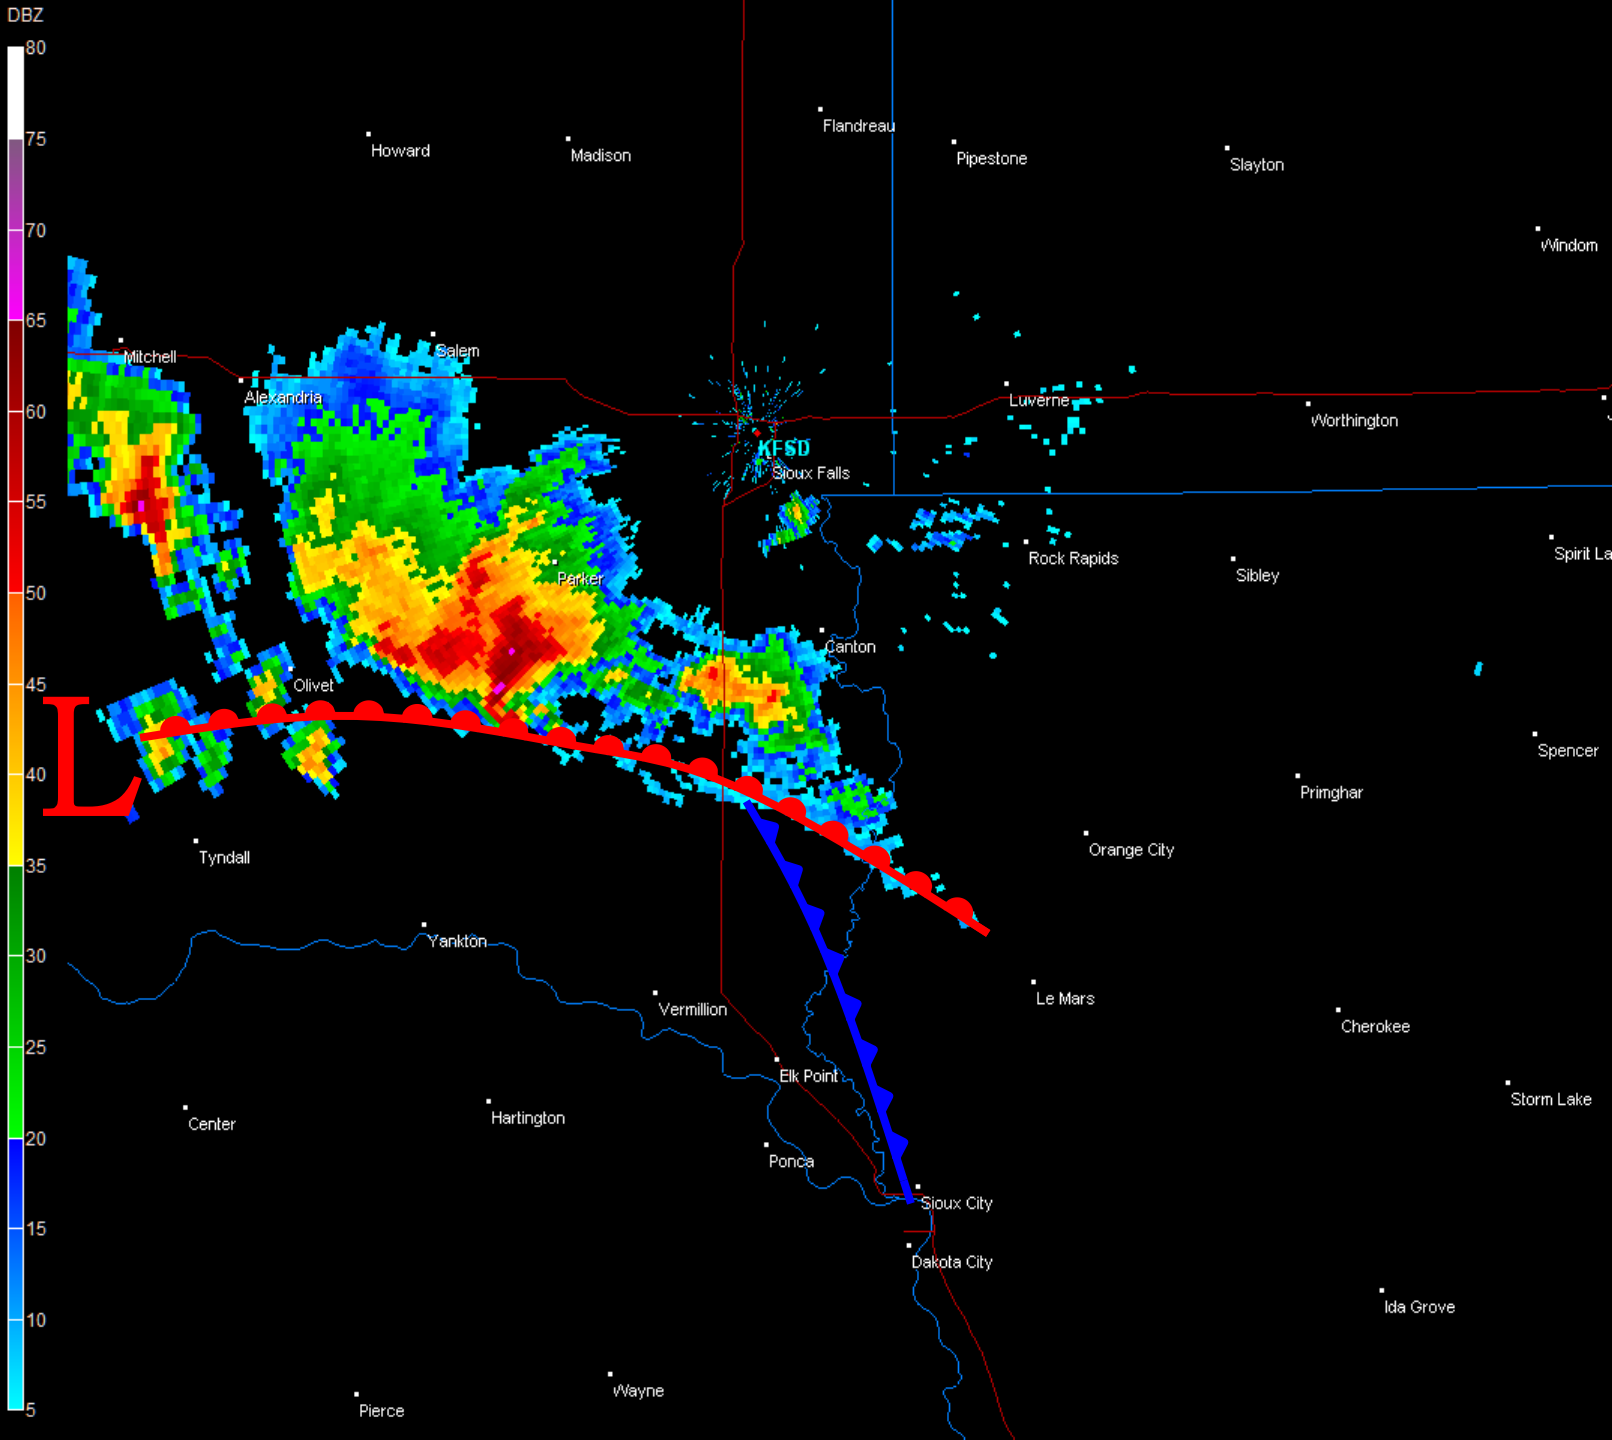 DBZ
80
75
70
65
60
55
50
45
40
35
30
25
20
15
10
5
Flandreau
Howard
Madison
Pipestone
Slayton
Windom
Mitchell
Salem
Alexandria
Luverne
Worthington
KFSD
Sioux Falls
Rock Rapids
Spirit La
Sibley
Parker
Canton
Olivet
L
Spencer
Primghar
Orange City
Tyndall
Yankton
Le Mars
Vermillion
Cherokee
Elk Point
Storm Lake
Center
Hartington
Ponca
Sioux City
Dakota City
Ida Grove
Wayne
Pierce